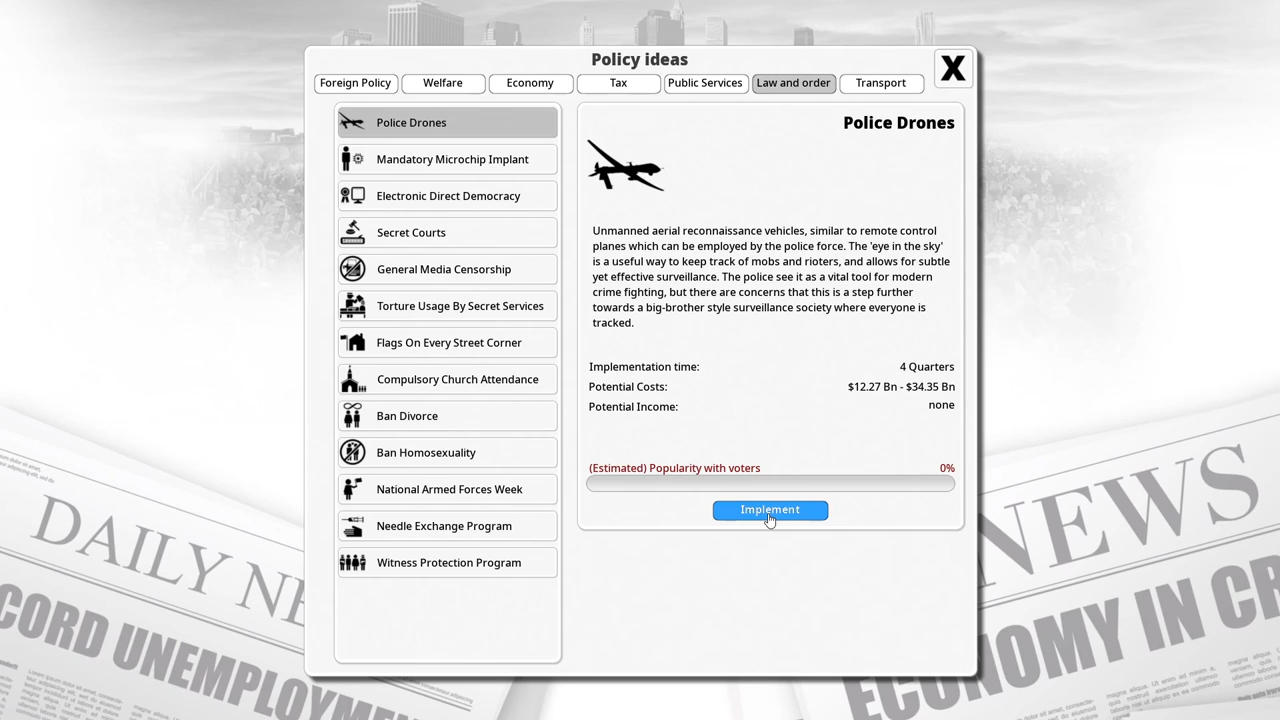 Policy ideas
X
Foreign Policy
Welfare
Economy
Tax
Public Services
Law and order
Transport
Police Drones
Mandatory Microchip Implant
Electronic Direct Democracy
Secret Courts
General Media Censorship
Torture Usage By Secret Services
Flags On Every Street Corner
Compulsory Church Attendance
Ban Divorce
Ban Homosexuality
National Armed Forces Week
Needle Exchange Program
Witness Protection Program
Police Drones
Unmanned aerial reconnaissance vehicles, similar to remote control
planes which can be employed by the police force. The 'eye in the sky'
is a useful way to keep track of mobs and rioters, and allows for subtle
yet effective surveillance. The police see it as a vital tool for modern
crime fighting, but there are concerns that this is a step further
towards a big-brother style surveillance society where everyone is
tracked.
Implementation time: 4 Quarters
Potential Costs: $12.27 Bn - $34.35 Bn
Potential Income: none
(Estimated) Popularity with voters 0%
Implement
DAILY NE
CORD UNEMPLOYM
NEWS
ECONOMY IN CR